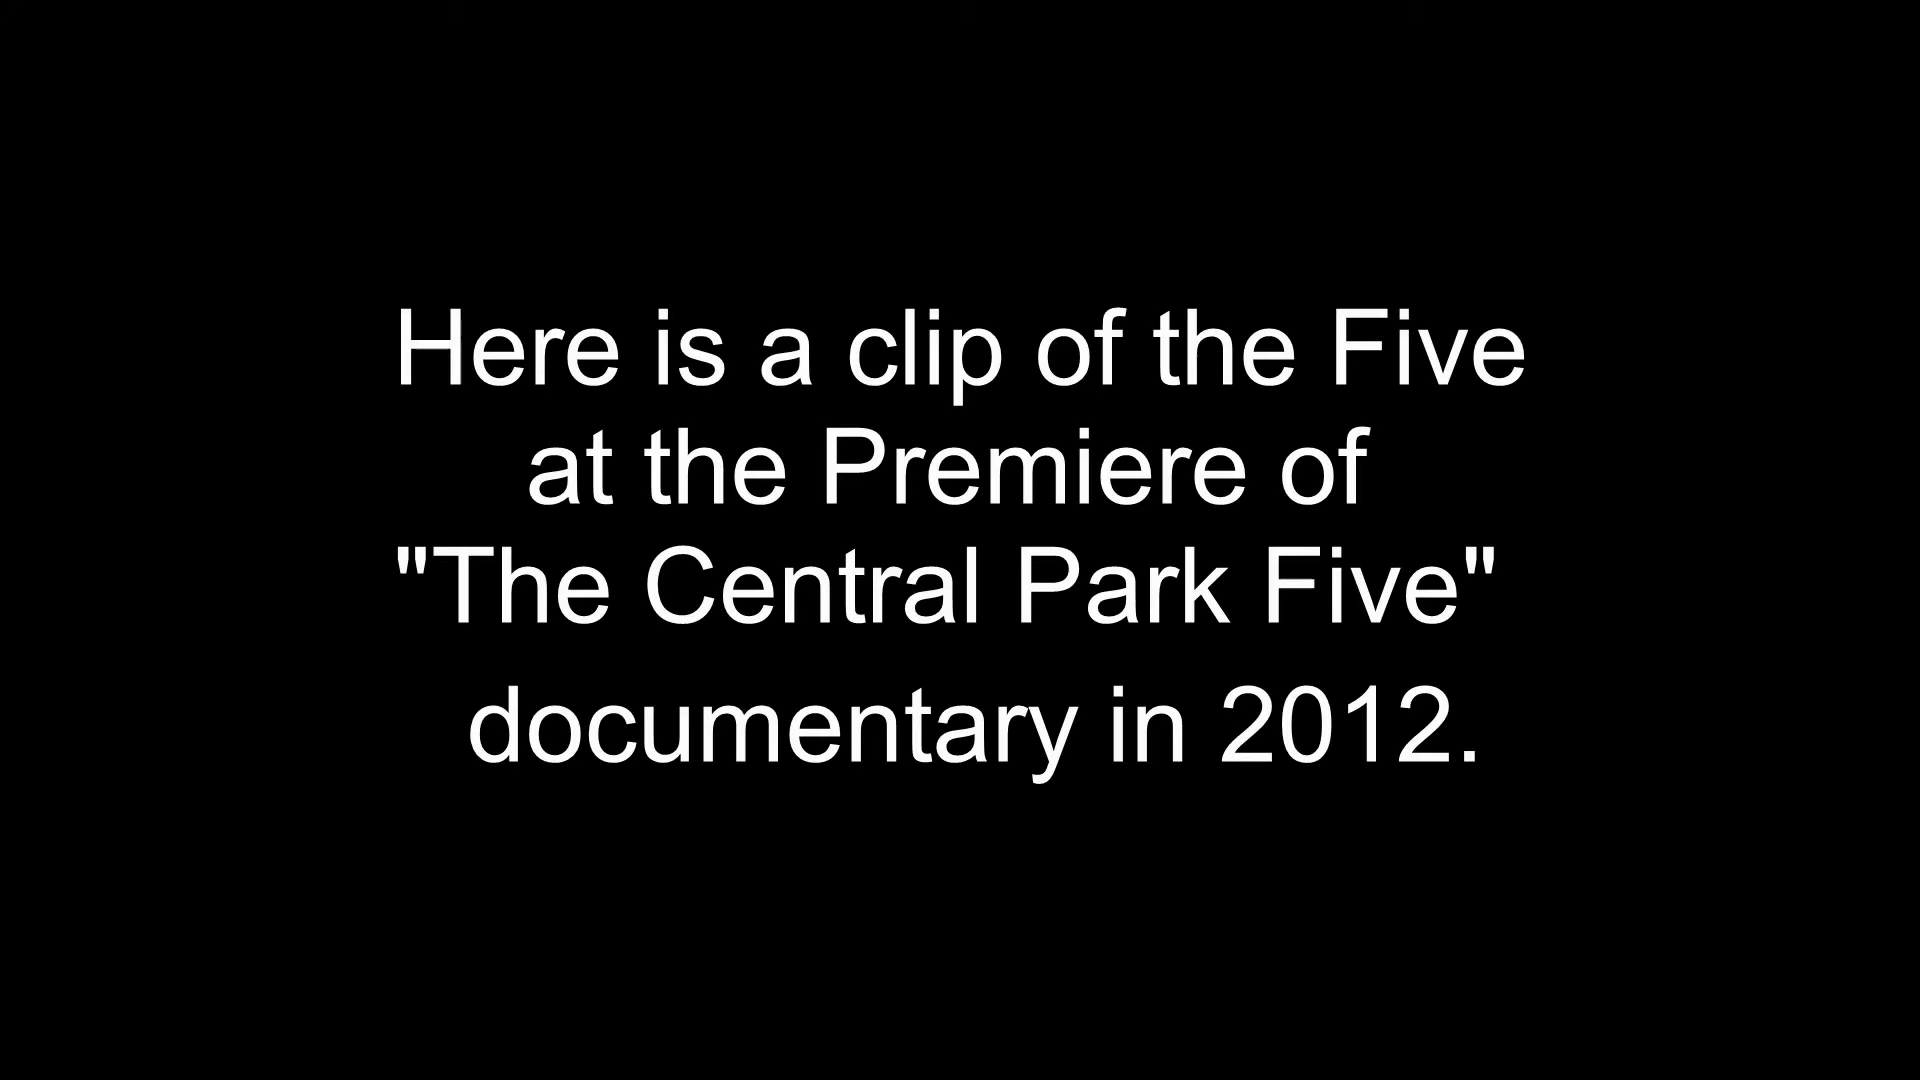 Here is a clip of the Five
at the Premiere of
"The Central Park Five"
documentary in 2012.